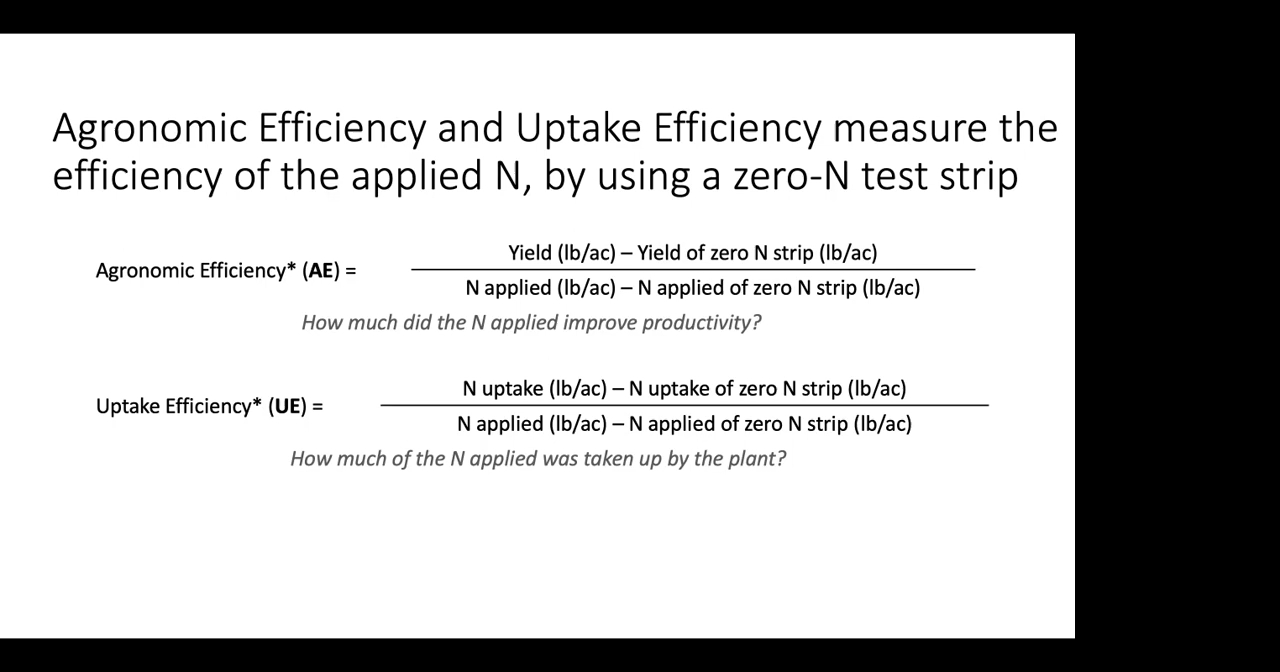 Agronomic Efficiency and Uptake Efficiency measure the
efficiency of the applied N, by using a zero-N test strip
Agronomic Efficiency* (AE) =
Yield (lb/ac) – Yield of zero N strip (lb/ac)
N applied (lb/ac) – N applied of zero N strip (lb/ac)
How much did the N applied improve productivity?
Uptake Efficiency* (UE) =
N uptake (lb/ac) – N uptake of zero N strip (lb/ac)
N applied (lb/ac) – N applied of zero N strip (lb/ac)
How much of the N applied was taken up by the plant?